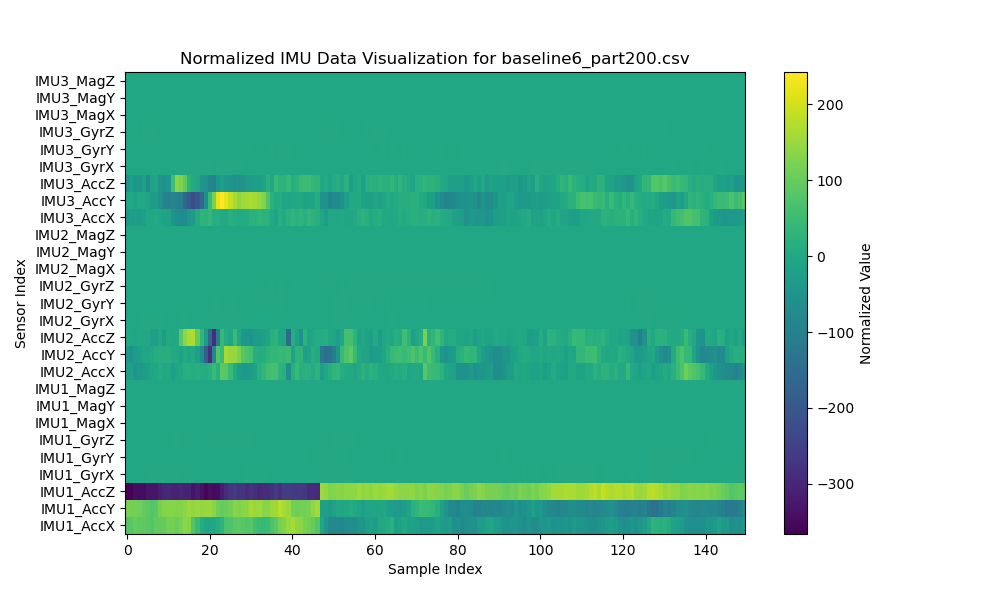 Normalized IMU Data Visualization for baseline6_part200.csv
IMU3_MagZ
IMU3_MagY
IMU3_MagX
IMU3_GyrZ
IMU3_GyrY
IMU3_GyrX
IMU3_AccZ
IMU3_AccY
IMU3_AccX
IMU2_MagZ
IMU2_MagY
IMU2_MagX
IMU2_GyrZ
IMU2_GyrY
IMU2_GyrX
IMU2_AccZ
IMU2_AccY
IMU2_AccX
IMU1_MagZ
IMU1_MagY
IMU1_MagX
IMU1_GyrZ
IMU1_GyrY
IMU1_GyrX
IMU1_AccZ
IMU1_AccY
IMU1_AccX
Sensor Index
0 20 40 60 80 100 120 140
Sample Index
200
100
0
−100
−200
−300
Normalized Value